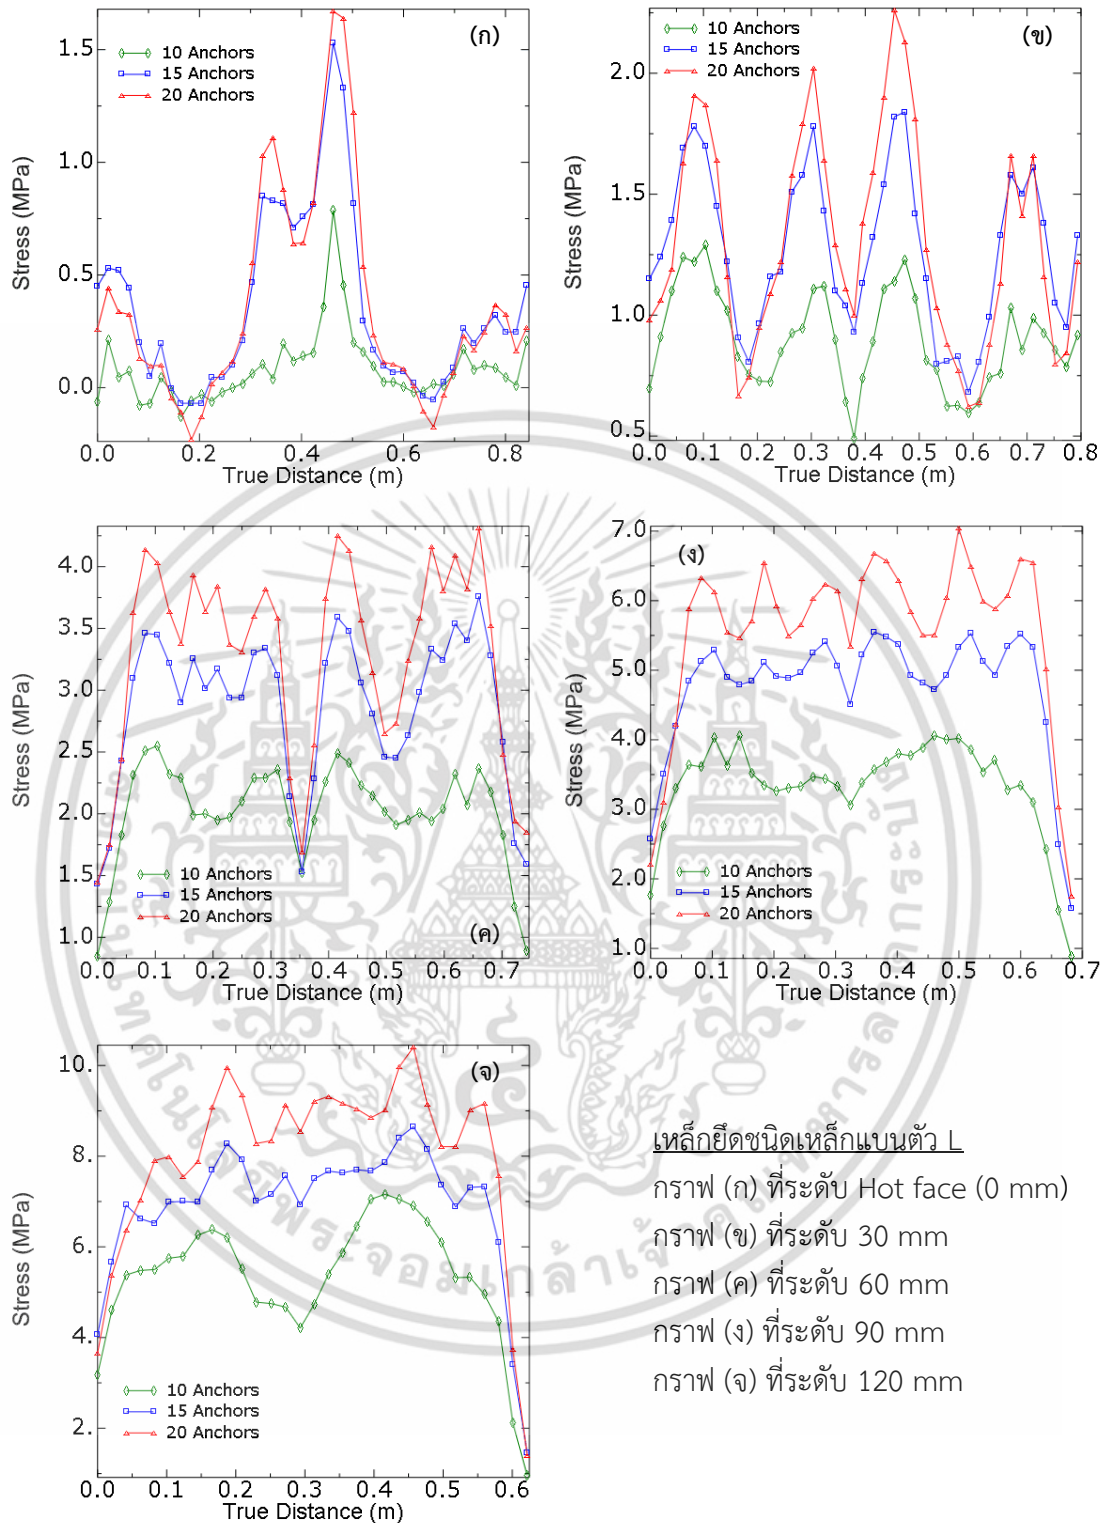 (ก)
10 Anchors
15 Anchors
20 Anchors
1.5
1.0
0.5
0.0
Stress (MPa)
0.0 0.2 0.4 0.6 0.8
True Distance (m)
(ข)
10 Anchors
15 Anchors
20 Anchors
2.0
1.5
1.0
0.5
Stress (MPa)
0.0 0.1 0.2 0.3 0.4 0.5 0.6 0.7 0.8
True Distance (m)
4.0
3.5
3.0
2.5
2.0
1.5
1.0
Stress (MPa)
10 Anchors
15 Anchors
20 Anchors
(ค)
0.0 0.1 0.2 0.3 0.4 0.5 0.6 0.7
True Distance (m)
(ง)
7.0
6.0
5.0
4.0
3.0
2.0
1.0
Stress (MPa)
10 Anchors
15 Anchors
20 Anchors
0.0 0.1 0.2 0.3 0.4 0.5 0.6 0.7
True Distance (m)
(จ)
10.
8.
6.
4.
2.
Stress (MPa)
10 Anchors
15 Anchors
20 Anchors
0.0 0.1 0.2 0.3 0.4 0.5 0.6
True Distance (m)
เหล็กยึดชนิดเหล็กแบนตัว L
กราฟ (ก) ที่ระดับ Hot face (0 mm)
กราฟ (ข) ที่ระดับ 30 mm
กราฟ (ค) ที่ระดับ 60 mm
กราฟ (ง) ที่ระดับ 90 mm
กราฟ (จ) ที่ระดับ 120 mm